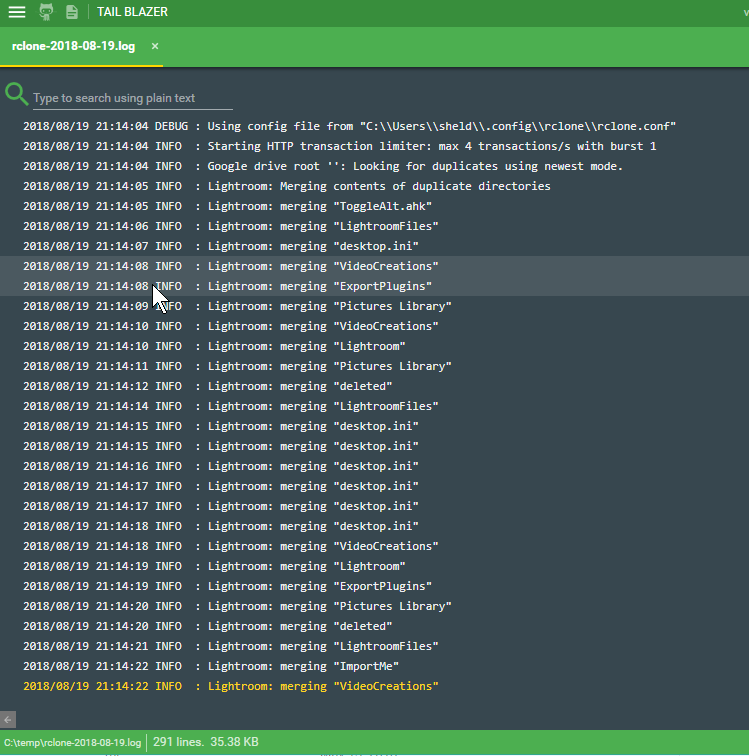 TAIL BLAZER
rclone-2018-08-19.log ×
Type to search using plain text
2018/08/19 21:14:04 DEBUG : Using config file from "C:\\Users\\sheld\\.config\\rclone\\rclone.conf"
2018/08/19 21:14:04 INFO : Starting HTTP transaction limiter: max 4 transactions/s with burst 1
2018/08/19 21:14:04 INFO : Google drive root '': Looking for duplicates using newest mode.
2018/08/19 21:14:05 INFO : Lightroom: Merging contents of duplicate directories
2018/08/19 21:14:05 INFO : Lightroom: merging "ToggleAlt.ahk"
2018/08/19 21:14:06 INFO : Lightroom: merging "LightroomFiles"
2018/08/19 21:14:07 INFO : Lightroom: merging "desktop.ini"
2018/08/19 21:14:08 INFO : Lightroom: merging "VideoCreations"
2018/08/19 21:14:08 INFO : Lightroom: merging "ExportPlugins"
2018/08/19 21:14:09 INFO : Lightroom: merging "Pictures Library"
2018/08/19 21:14:10 INFO : Lightroom: merging "VideoCreations"
2018/08/19 21:14:10 INFO : Lightroom: merging "Lightroom"
2018/08/19 21:14:11 INFO : Lightroom: merging "Pictures Library"
2018/08/19 21:14:12 INFO : Lightroom: merging "deleted"
2018/08/19 21:14:14 INFO : Lightroom: merging "LightroomFiles"
2018/08/19 21:14:15 INFO : Lightroom: merging "desktop.ini"
2018/08/19 21:14:15 INFO : Lightroom: merging "desktop.ini"
2018/08/19 21:14:16 INFO : Lightroom: merging "desktop.ini"
2018/08/19 21:14:17 INFO : Lightroom: merging "desktop.ini"
2018/08/19 21:14:17 INFO : Lightroom: merging "desktop.ini"
2018/08/19 21:14:18 INFO : Lightroom: merging "desktop.ini"
2018/08/19 21:14:18 INFO : Lightroom: merging "VideoCreations"
2018/08/19 21:14:19 INFO : Lightroom: merging "Lightroom"
2018/08/19 21:14:19 INFO : Lightroom: merging "ExportPlugins"
2018/08/19 21:14:20 INFO : Lightroom: merging "Pictures Library"
2018/08/19 21:14:20 INFO : Lightroom: merging "deleted"
2018/08/19 21:14:21 INFO : Lightroom: merging "LightroomFiles"
2018/08/19 21:14:22 INFO : Lightroom: merging "ImportMe"
2018/08/19 21:14:22 INFO : Lightroom: merging "VideoCreations"
C:\temp\rclone-2018-08-19.log 291 lines. 35.38 KB